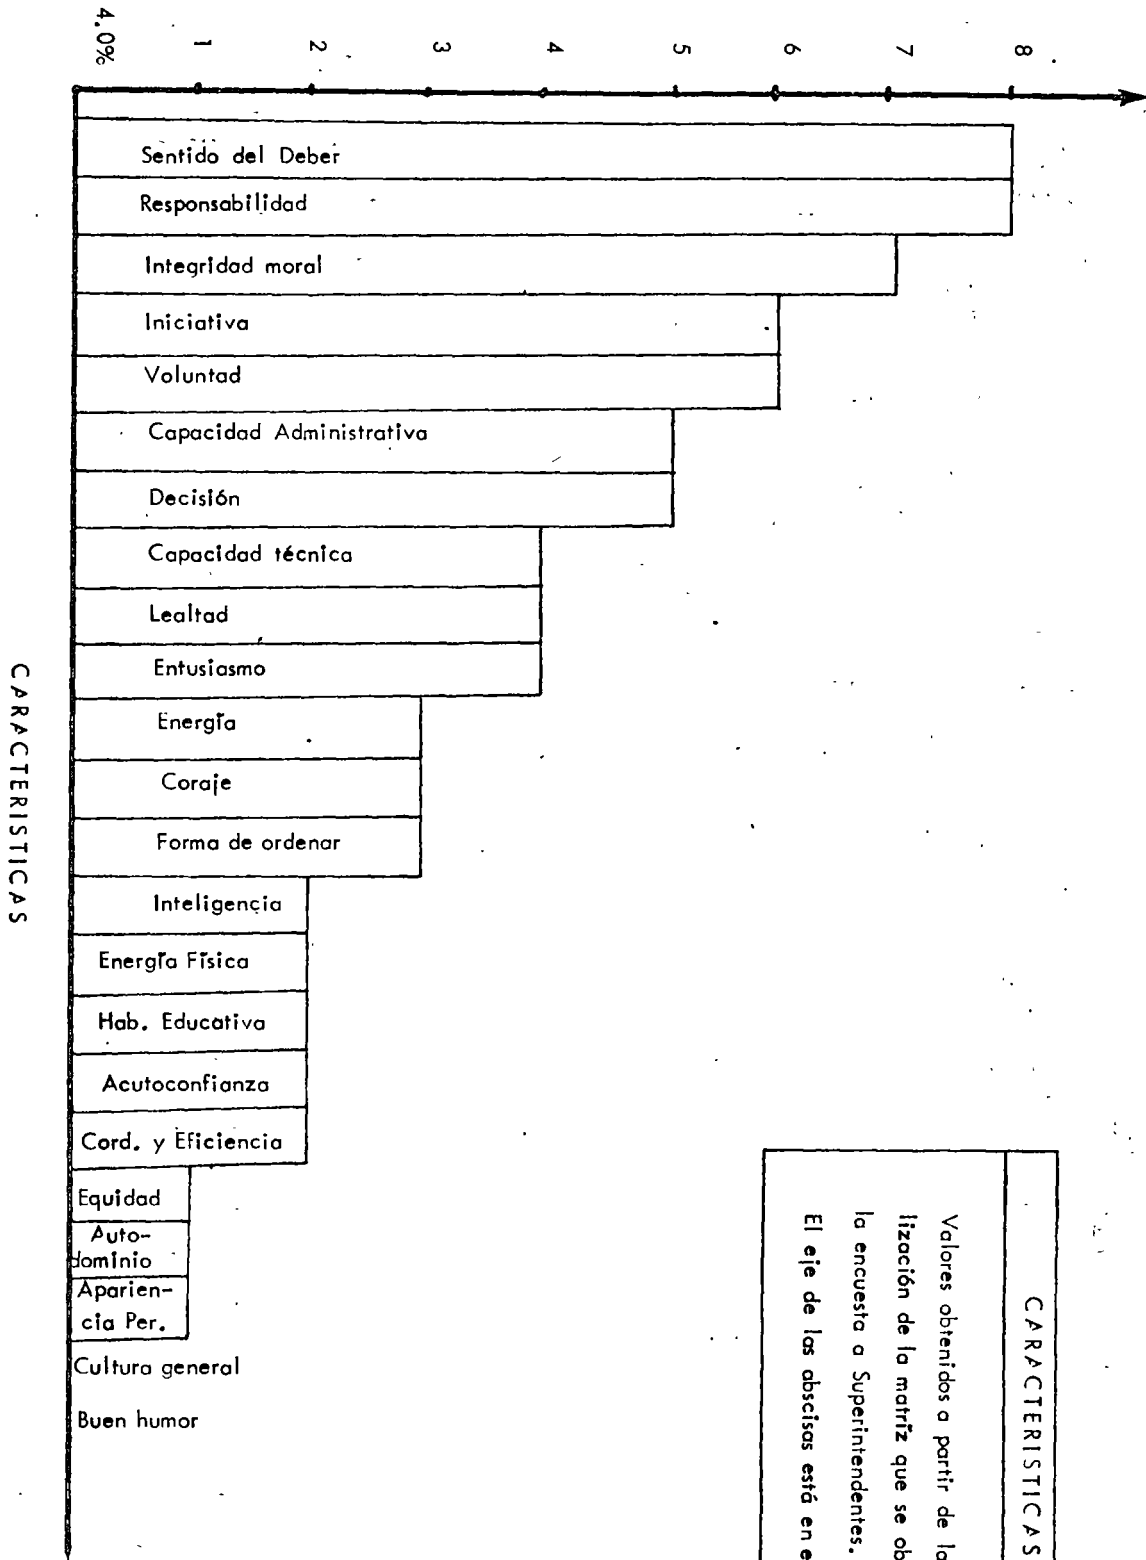 4.0%
1
2
3
4
5
6
7
8
Sentido del Deber
Responsabilidad
Integridad moral
Iniciativa
Voluntad
Capacidad Administrativa
Decisión
Capacidad técnica
Lealtad
Entusiasmo
Energía
Coraje
Forma de ordenar
Inteligencia
Energía Física
Hab. Educativa
Acutoconfianza
Cord. y Eficiencia
Equidad
Auto-
dominio
Aparien-
cia Per.
Cultura general
Buen humor
CARACTERISTICAS
CARACTERISTICAS
Valores obtenidos a partir de la
lización de la matríz que se ob
la encuesta a Superintendentes.
El eje de las abscisas está en e